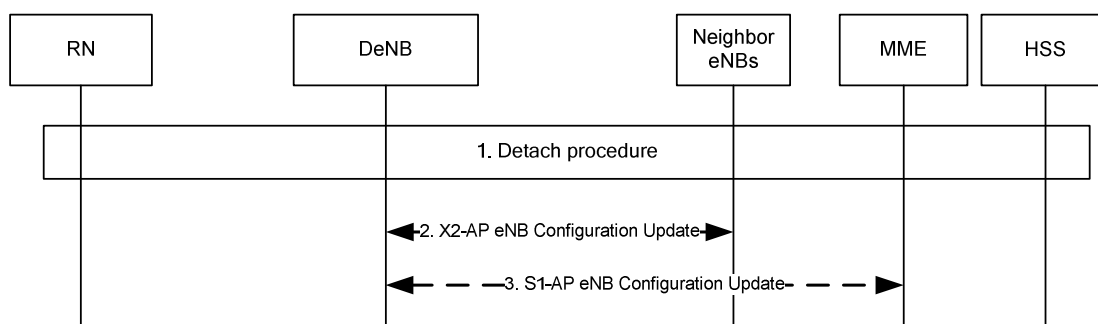 RN
DeNB
Neighbor
eNBs
MME
HSS
1. Detach procedure
2. X2-AP eNB Configuration Update
3. S1-AP eNB Configuration Update